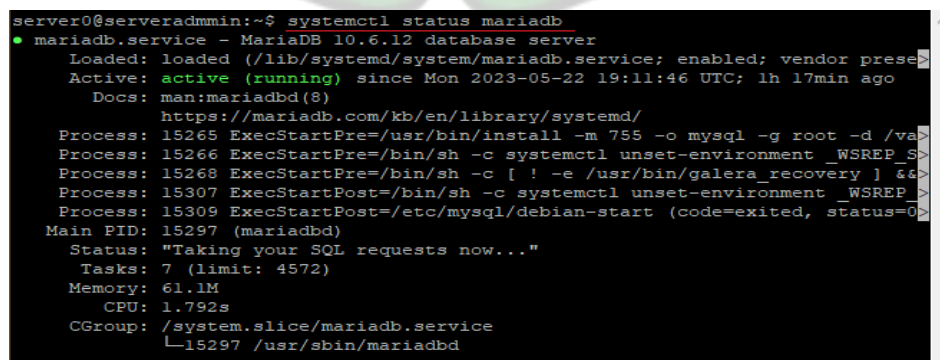 server0@serveradmmin:~$ systemctl status mariadb
● mariadb.service - MariaDB 10.6.12 database server
Loaded: loaded (/lib/systemd/system/mariadb.service; enabled; vendor prese>
Active: active (running) since Mon 2023-05-22 19:11:46 UTC; 1h 17min ago
Docs: man:mariadbd(8)
https://mariadb.com/kb/en/library/systemd/
Process: 15265 ExecStartPre=/usr/bin/install -m 755 -o mysql -g root -d /va>
Process: 15266 ExecStartPre=/bin/sh -c systemctl unset-environment _WSREP_S>
Process: 15268 ExecStartPre=/bin/sh -c [ ! -e /usr/bin/galera_recovery ] &&>
Process: 15307 ExecStartPost=/bin/sh -c systemctl unset-environment _WSREP_>
Process: 15309 ExecStartPost=/etc/mysql/debian-start (code=exited, status=0>
Main PID: 15297 (mariadbd)
Status: "Taking your SQL requests now..."
Tasks: 7 (limit: 4572)
Memory: 61.1M
CPU: 1.792s
CGroup: /system.slice/mariadb.service
└─15297 /usr/sbin/mariadbd